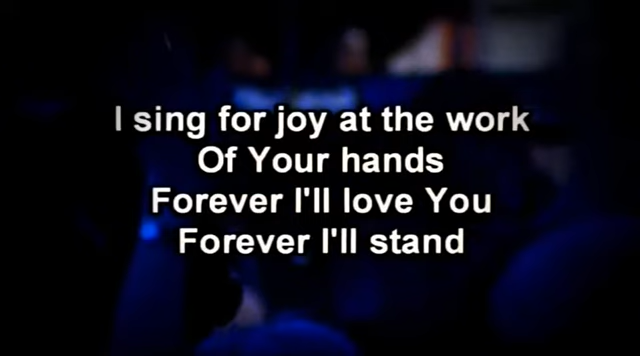 I sing for joy at the work
Of Your hands
Forever I'll love You
Forever I'll stand